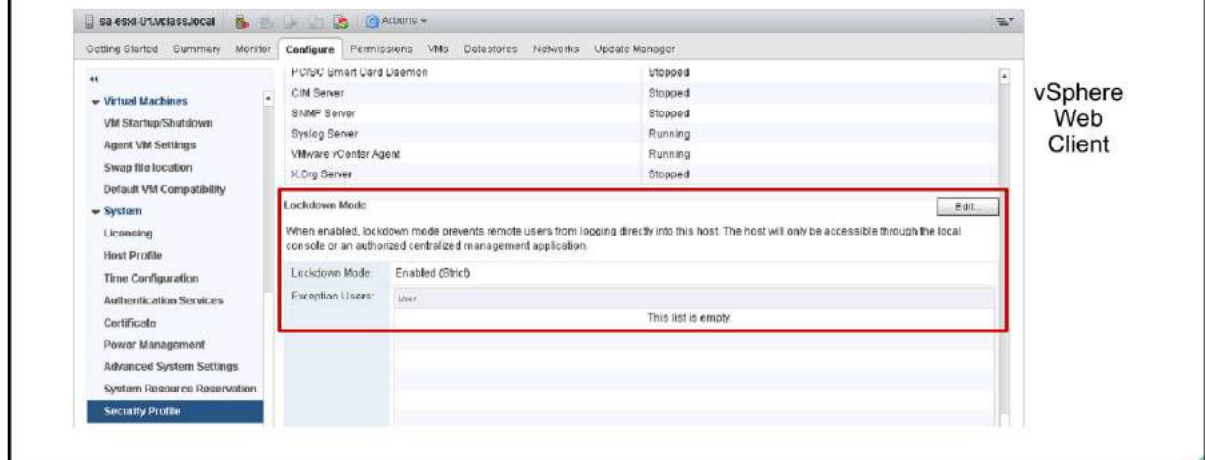 sa-esxi-01.vclass.local Actions
Getting Started Summary Monitor Configure Permissions VMs Datastores Networks Update Manager
Virtual Machines
VM Startup/Shutdown
Agent VM Settings
Swap file location
Default VM Compatibility
System
Licensing
Host Profile
Time Configuration
Authentication Services
Certificate
Power Management
Advanced System Settings
System Resource Reservation
Security Profile
PC/SC Smart Card Daemon Stopped
CIM Server Stopped
SNMP Server Stopped
Syslog Server Running
VMware vCenter Agent Running
X.Org Server Stopped
Lockdown Mode Edit...
When enabled, lockdown mode prevents remote users from logging directly into this host. The host will only be accessible through the local
console or an authorized centralized management application.
Lockdown Mode: Enabled (Strict)
Exception Users: User
This list is empty.
vSphere
Web
Client